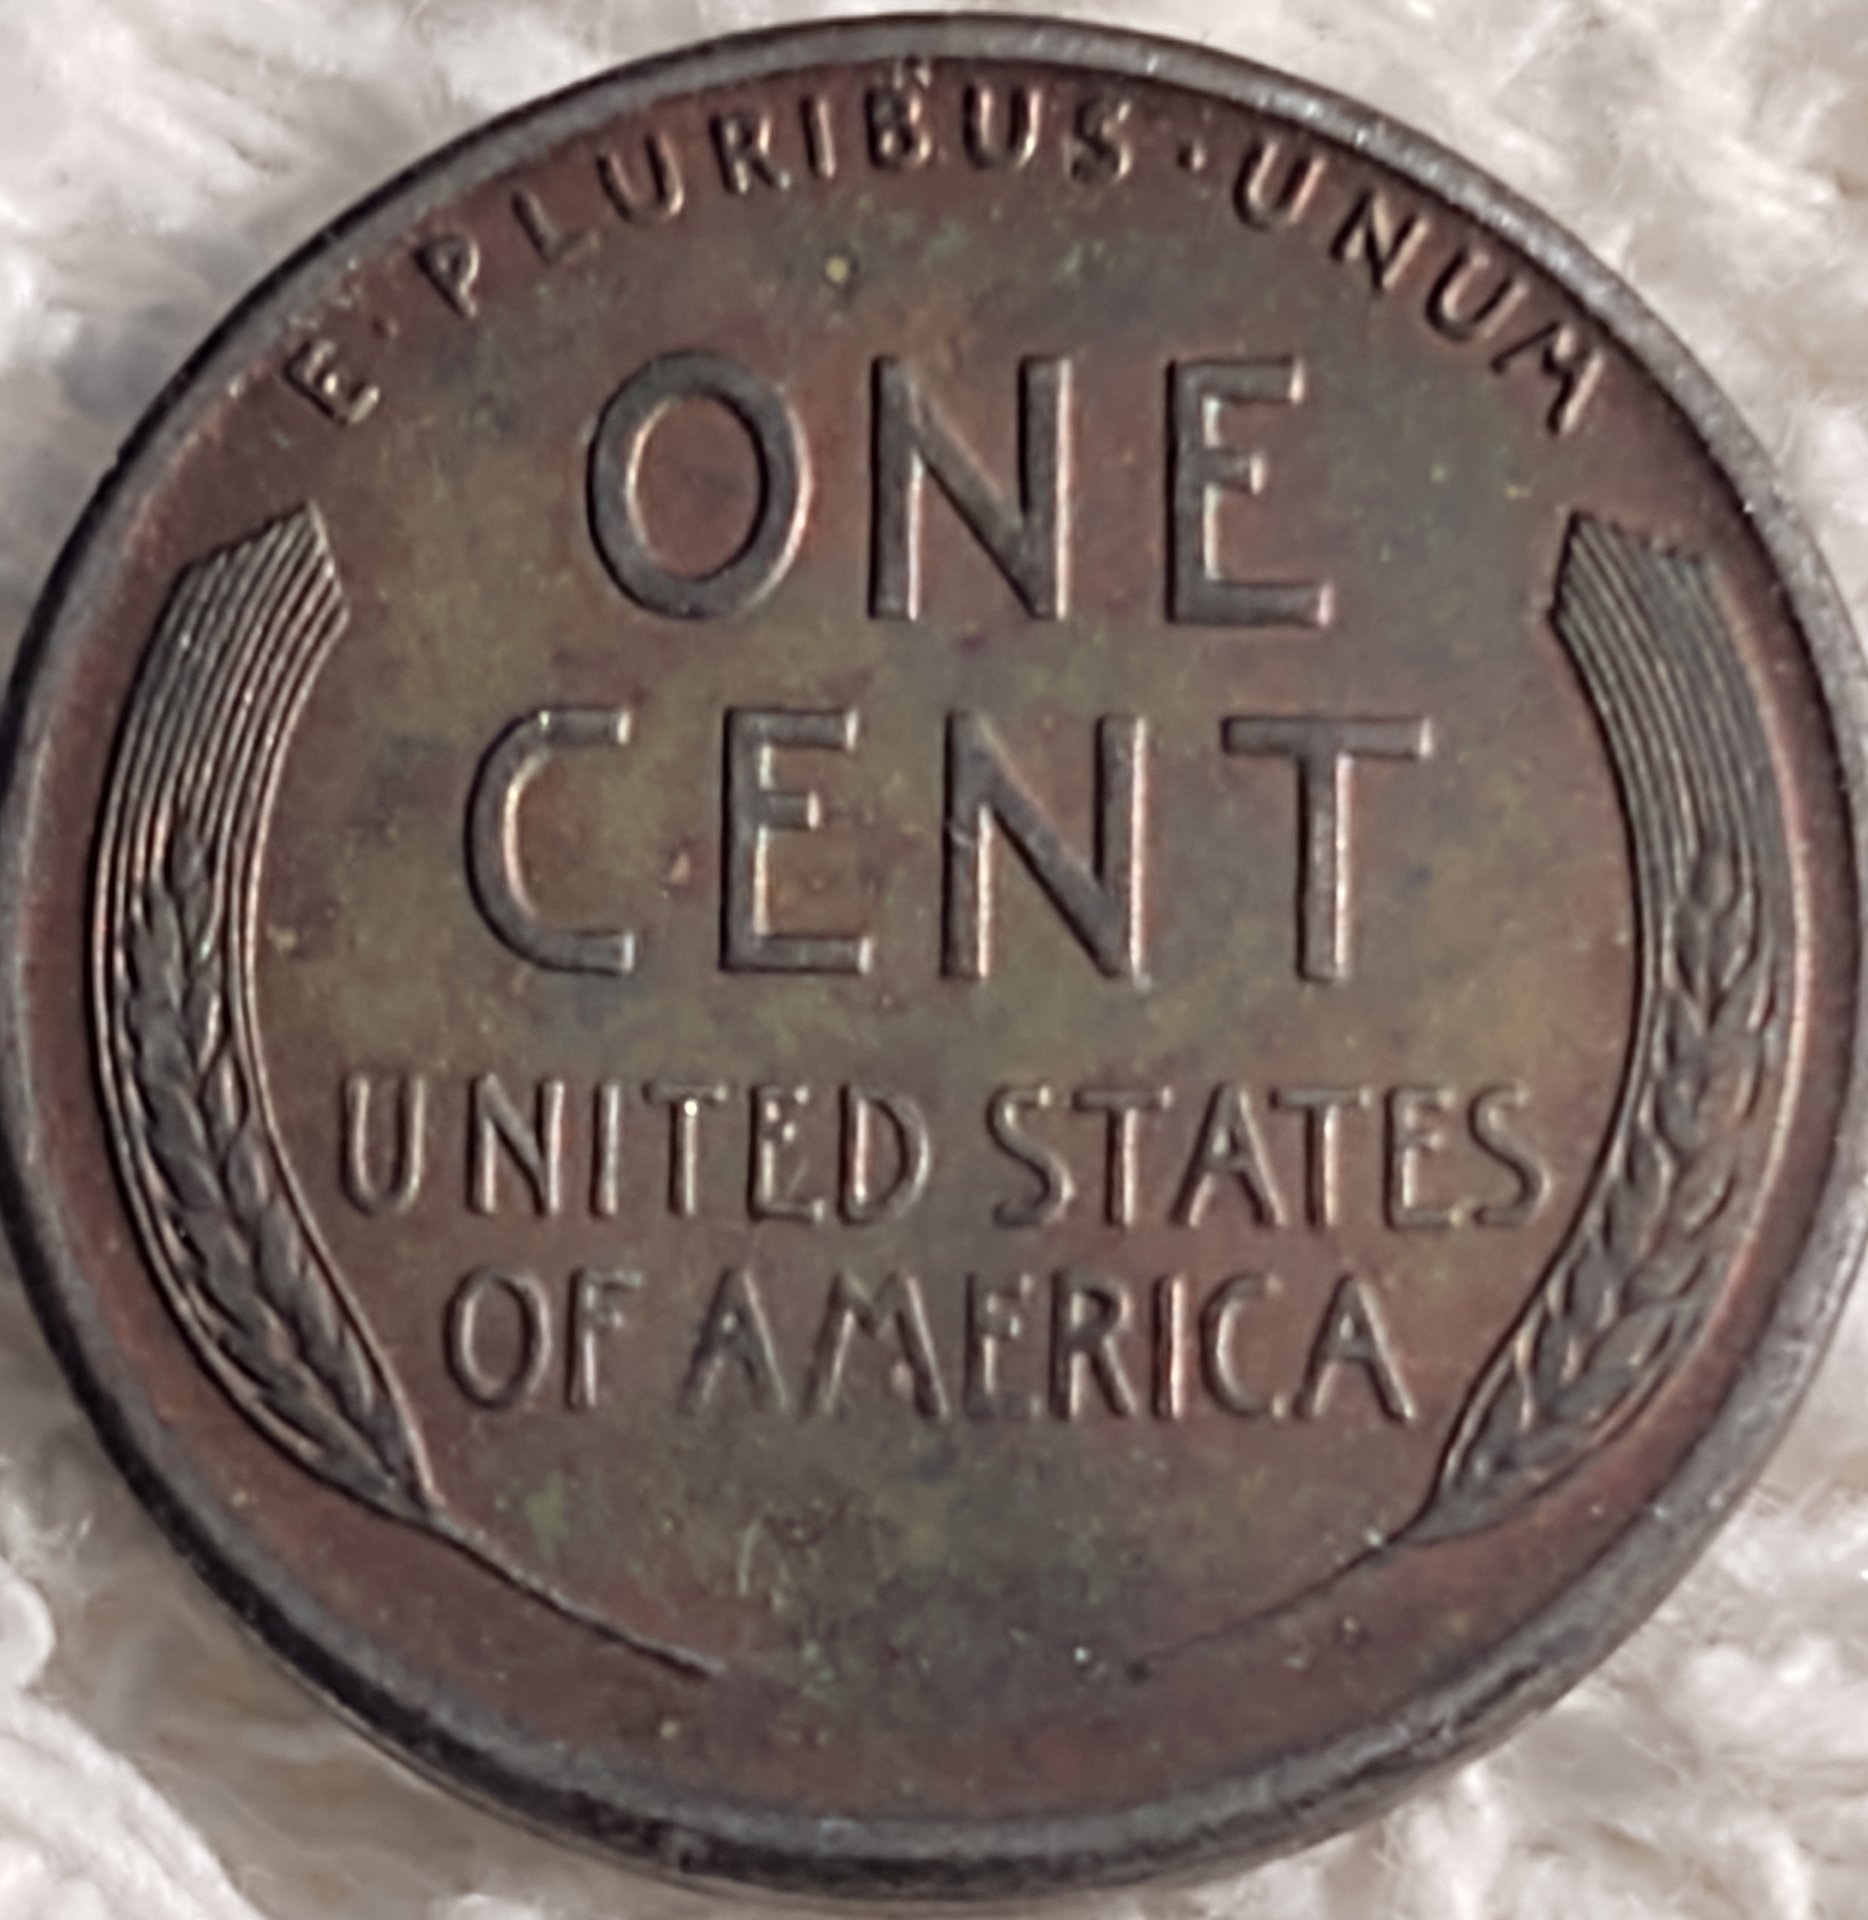 E·PLURIBUS·UNUM
ONE
CENT
UNITED STATES
OF AMERICA